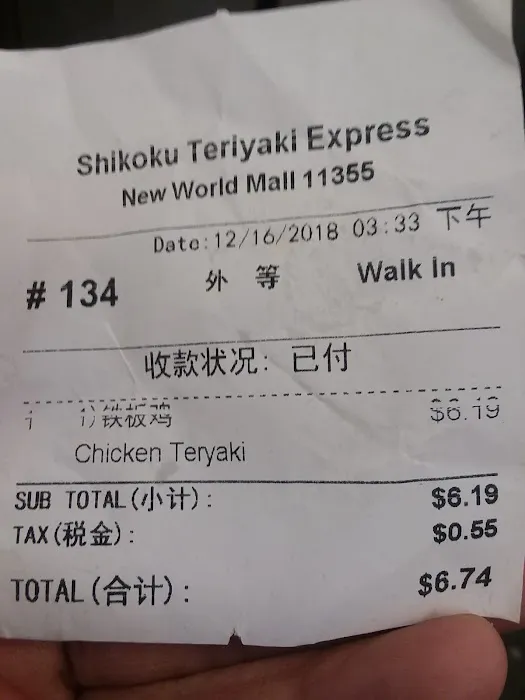 Shikoku Teriyaki Express
New World Mall 11355
Date:12/16/2018 03:33 下午
# 134 外 等 Walk in
收款状况: 已付
1 1)铁板鸡 $6.19
Chicken Teryaki
SUB TOTAL(小计): $6.19
TAX(税金): $0.55
TOTAL(合计): $6.74